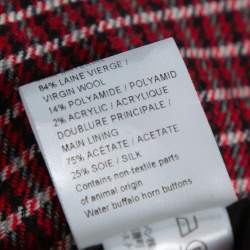 84% LAINE VIERGE /
VIRGIN WOOL
14% POLYAMIDE / POLYAMID
2% ACRYLIC / ACRYLIQUE
DOUBLURE PRINCIPALE /
MAIN LINING
75% ACETATE / ACETATE
25% SOIE / SILK
Contains non-textile parts
of animal origin
Water buffalo horn buttons